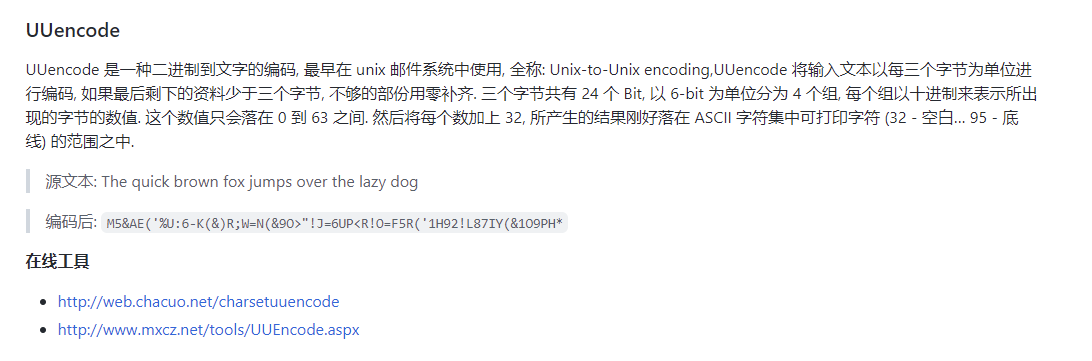 UUencode
UUencode 是一种二进制到文字的编码, 最早在 unix 邮件系统中使用, 全称: Unix-to-Unix encoding,UUencode 将输入文本以每三个字节为单位进
行编码, 如果最后剩下的资料少于三个字节, 不够的部份用零补齐. 三个字节共有 24 个 Bit, 以 6-bit 为单位分为 4 个组, 每个组以十进制来表示所出
现的字节的数值. 这个数值只会落在 0 到 63 之间. 然后将每个数加上 32, 所产生的结果刚好落在 ASCII 字符集中可打印字符 (32 - 空白... 95 - 底
线) 的范围之中.
源文本: The quick brown fox jumps over the lazy dog
编码后: M5&AE('%U:6-K(&)R;W=N(&9O>"!J=6UP<R!O=F5R('1H92!L87IY(&1O9PH*
在线工具
http://web.chacuo.net/charsetuuencode
http://www.mxcz.net/tools/UUEncode.aspx